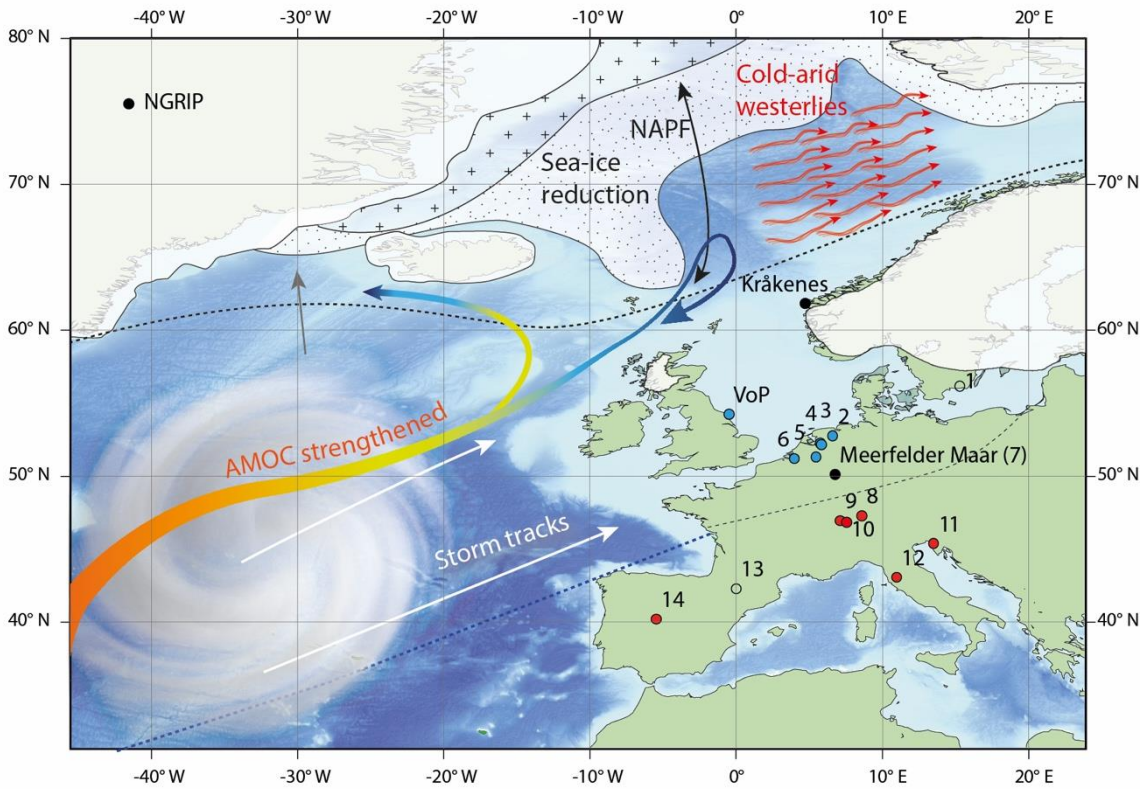 -40° W
-30° W
-20° W
-10° W
0°
10° E
20° E
80° N
70° N
60° N
50° N
40° N
80° N
70° N
60° N
50° N
40° N
NGRIP
Cold-arid
westerlies
NAPF
Sea-ice
reduction
Kråkenes
1
VoP
4
3
2
6
5
Meerfelder Maar (7)
AMOC strengthened
Storm tracks
9
8
10
11
12
13
14
-40° W
-30° W
-20° W
-10° W
0°
10° E
20° E